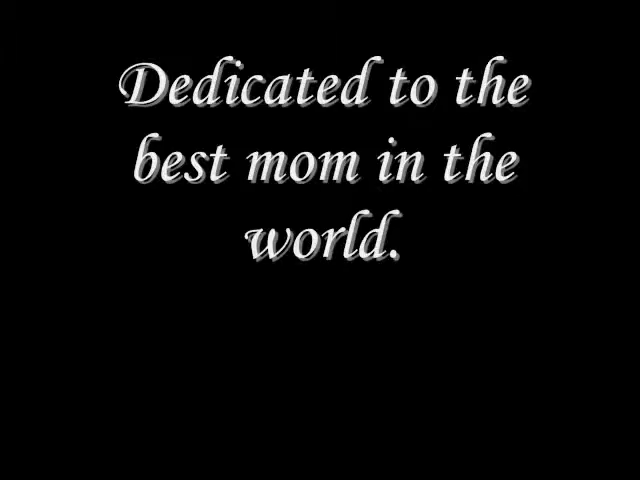 Dedicated to the
best mom in the
world.